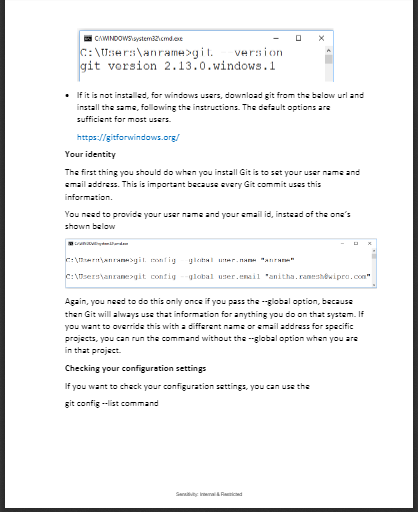 C:\WINDOWS\system32\cmd.exe
C:\Users\anrame>git --version
git version 2.13.0.windows.1
• If it is not installed, for windows users, download git from the below url and
install the same, following the instructions. The default options are
sufficient for most users.
https://gitforwindows.org/
Your identity
The first thing you should do when you install Git is to set your user name and
email address. This is important because every Git commit uses this
information.
You need to provide your user name and your email id, instead of the one's
shown below
C:\WINDOWS\system32\cmd.exe
C:\Users\anrame>git config --global user.name "anrame"
C:\Users\anrame>git config --global user.email "anitha.ramesh@wipro.com"
Again, you need to do this only once if you pass the --global option, because
then Git will always use that information for anything you do on that system. If
you want to override this with a different name or email address for specific
projects, you can run the command without the --global option when you are
in that project.
Checking your configuration settings
If you want to check your configuration settings, you can use the
git config --list command
Sensitivity: Internal & Restricted